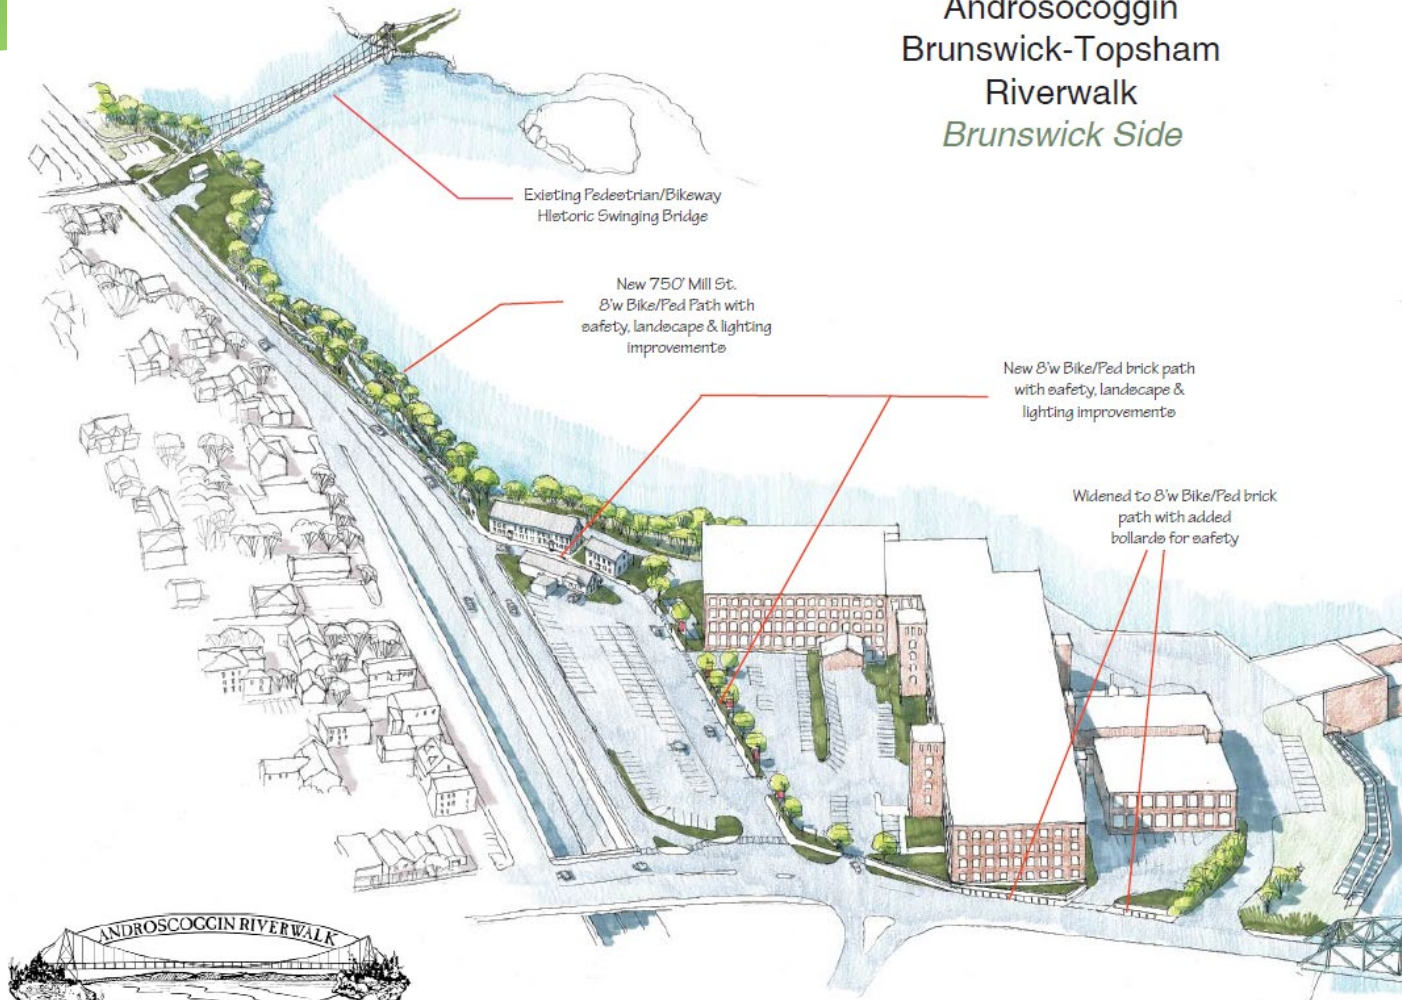 Androsocoggin
Brunswick-Topsham
Riverwalk
Brunswick Side
Existing Pedestrian/Bikeway
Historic Swinging Bridge
New 750' Mill St.
8'w Bike/Ped Path with
safety, landscape & lighting
improvements
New 8'w Bike/Ped brick path
with safety, landscape &
lighting improvements
Widened to 8'w Bike/Ped brick
path with added
bollards for safety
ANDROSCOGGIN RIVERWALK